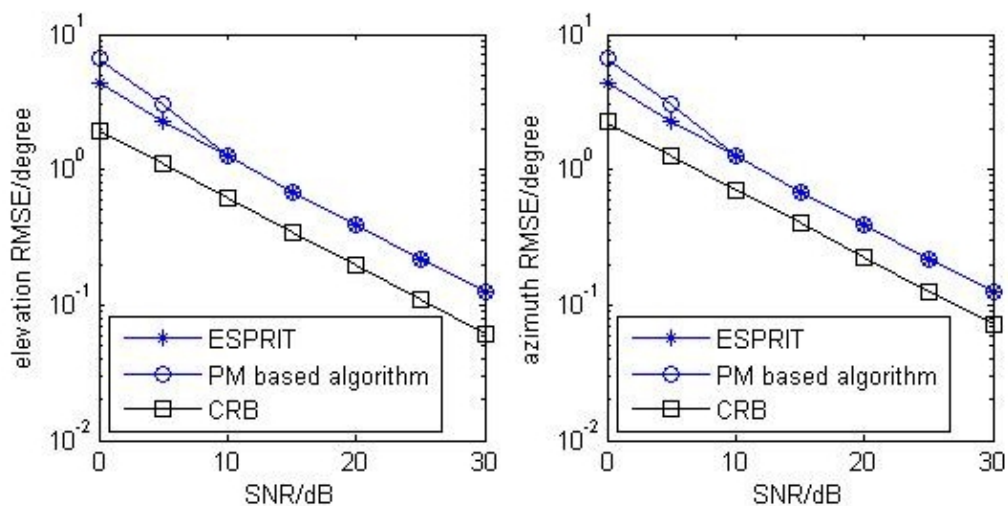 elevation RMSE/degree
10^1
10^0
10^-1
10^-2
ESPRIT
PM based algorithm
CRB
0 10 20 30
SNR/dB
azimuth RMSE/degree
10^1
10^0
10^-1
10^-2
ESPRIT
PM based algorithm
CRB
0 10 20 30
SNR/dB